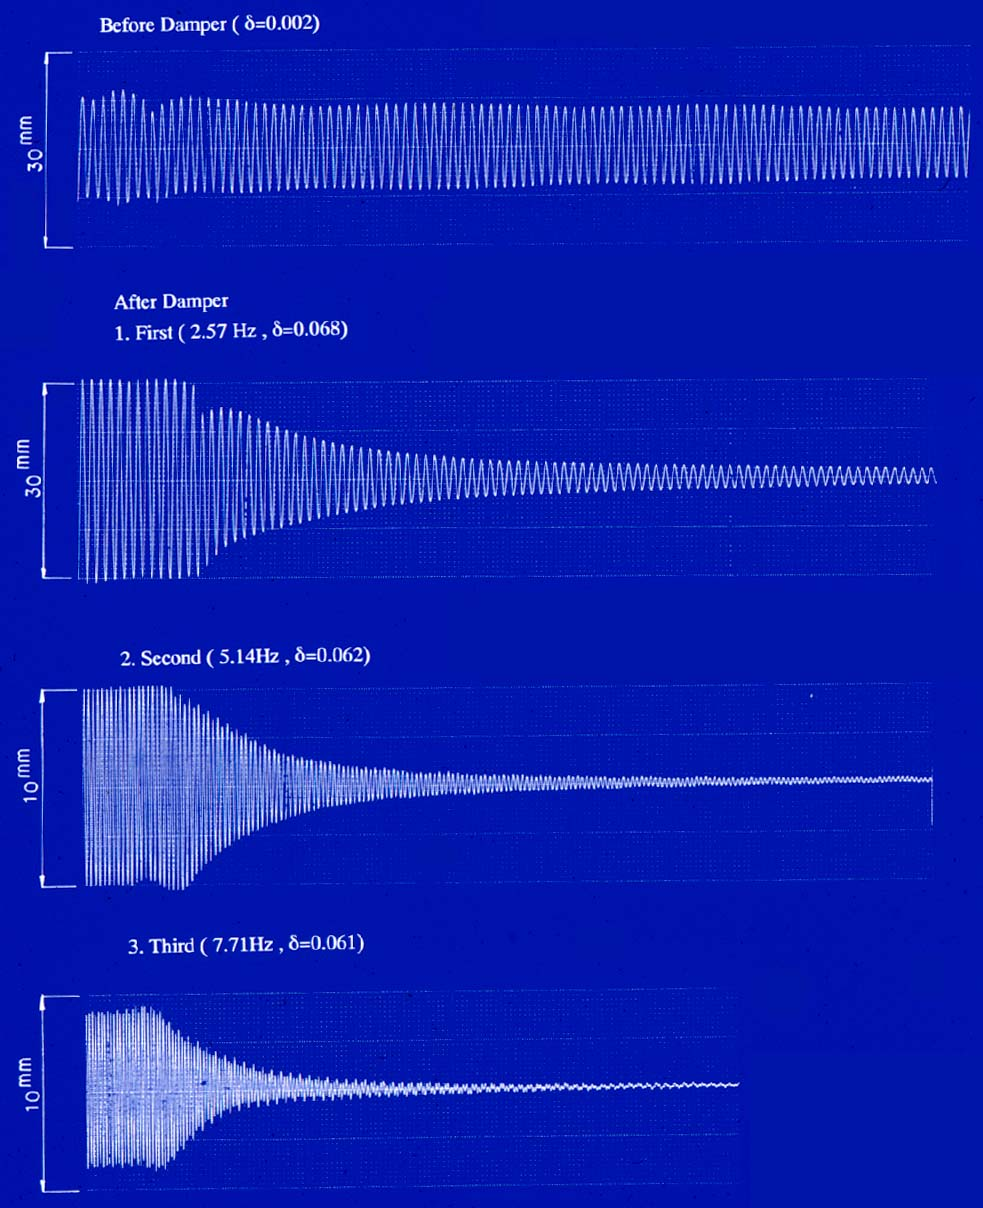 Before Damper ( δ=0.002)
30 mm
After Damper
1. First ( 2.57 Hz , δ=0.068)
30 mm
2. Second ( 5.14Hz , δ=0.062)
10 mm
3. Third ( 7.71Hz , δ=0.061)
10 mm